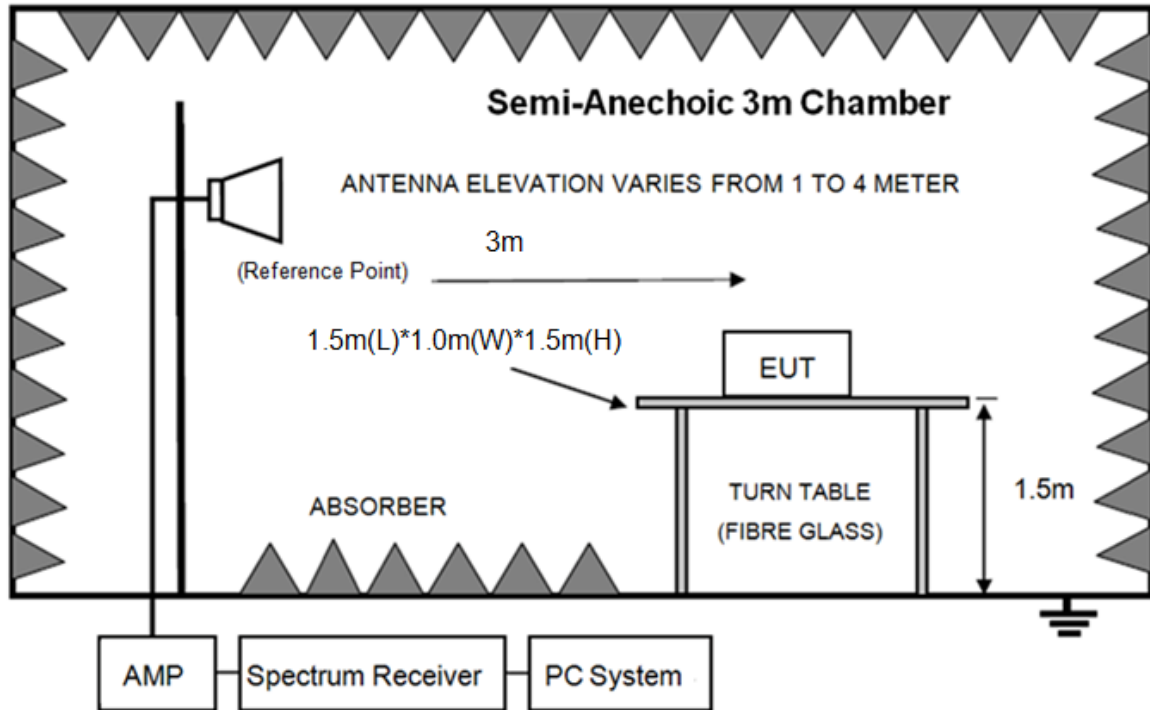 Semi-Anechoic 3m Chamber
ANTENNA ELEVATION VARIES FROM 1 TO 4 METER
3m
(Reference Point)
1.5m(L)*1.0m(W)*1.5m(H)
EUT
ABSORBER
TURN TABLE
(FIBRE GLASS)
1.5m
AMP
Spectrum Receiver
PC System